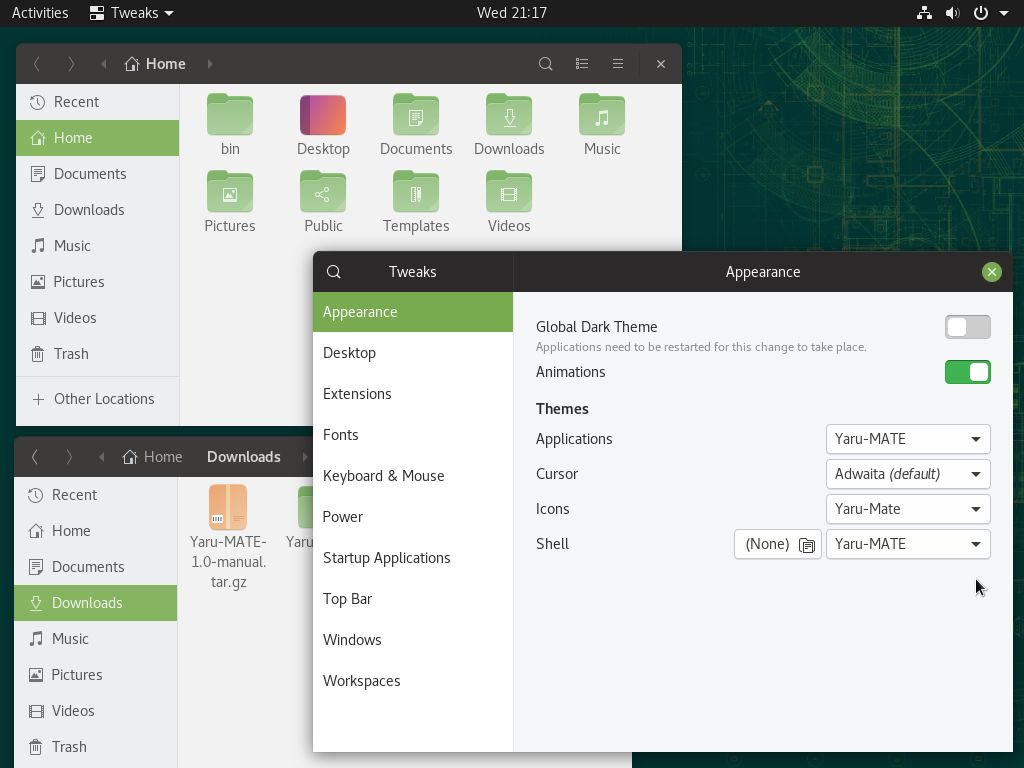 Activities
Tweaks
Wed 21:17
Home
Recent
Home
Documents
Downloads
Music
Pictures
Videos
Trash
Other Locations
bin
Desktop
Documents
Downloads
Music
Pictures
Public
Templates
Videos
Home
Downloads
Recent
Home
Documents
Downloads
Music
Pictures
Videos
Trash
Yaru-MATE-
1.0-manual.
tar.gz
Tweaks
Appearance
Appearance
Desktop
Extensions
Fonts
Keyboard & Mouse
Power
Startup Applications
Top Bar
Windows
Workspaces
Global Dark Theme
Applications need to be restarted for this change to take place.
Animations
Themes
Applications
Yaru-MATE
Cursor
Adwaita (default)
Icons
Yaru-Mate
Shell
(None)
Yaru-MATE